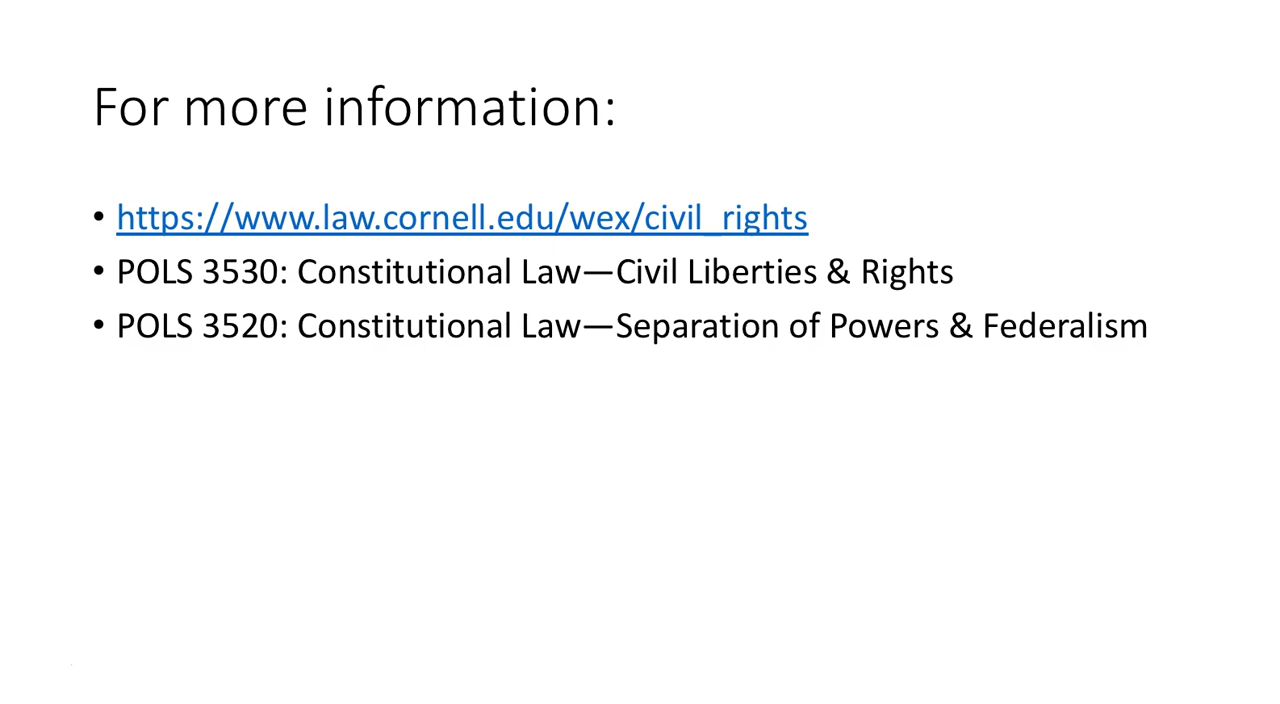 For more information:
• https://www.law.cornell.edu/wex/civil_rights
• POLS 3530: Constitutional Law—Civil Liberties & Rights
• POLS 3520: Constitutional Law—Separation of Powers & Federalism